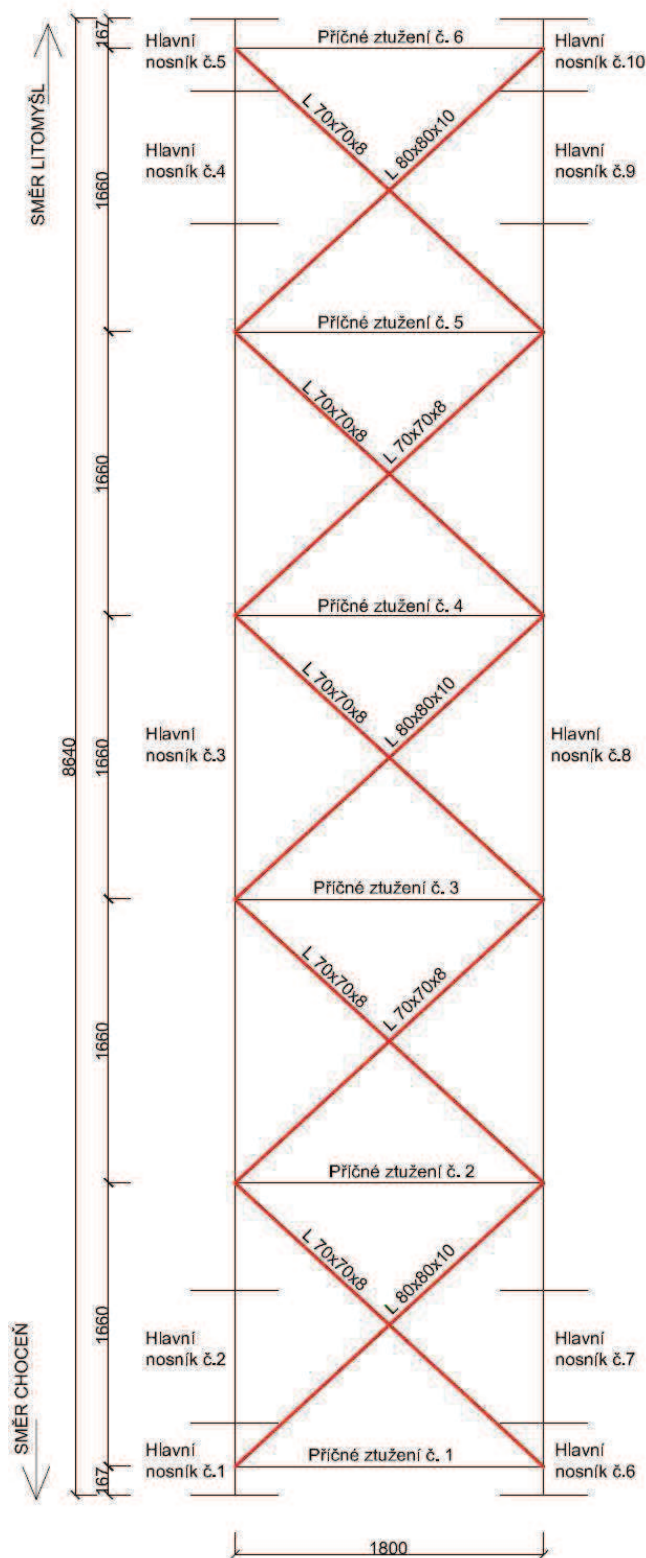 167
Hlavní
nosník č.5
Příčné ztužení č. 6
Hlavní
nosník č.10
SMĚR LITOMYŠL
L 70x70x8
L 80x80x10
Hlavní
nosník č.4
Hlavní
nosník č.9
1660
Příčné ztužení č. 5
L 70x70x8
L 70x70x8
1660
Příčné ztužení č. 4
L 70x70x8
L 80x80x10
8640
1660
Hlavní
nosník č.3
Hlavní
nosník č.8
Příčné ztužení č. 3
L 70x70x8
L 70x70x8
1660
Příčné ztužení č. 2
L 70x70x8
L 80x80x10
1660
Hlavní
nosník č.2
Hlavní
nosník č.7
SMĚR CHOCEŇ
167
Hlavní
nosník č.1
Příčné ztužení č. 1
Hlavní
nosník č.6
1800